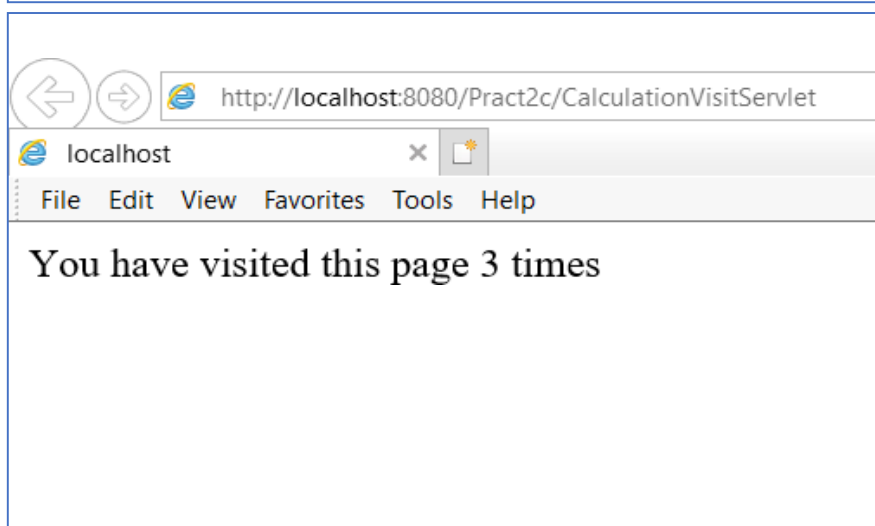 http://localhost:8080/Pract2c/CalculationVisitServlet
localhost
File Edit View Favorites Tools Help
You have visited this page 3 times